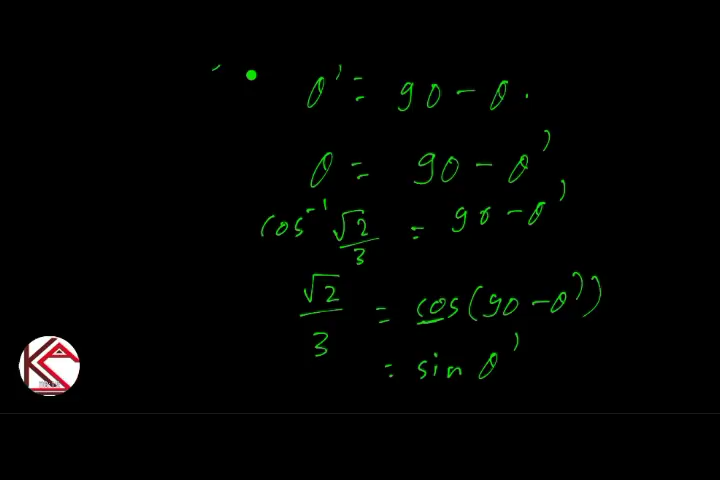 θ' = 90 - θ .
θ = 90 - θ'
cos⁻¹ √2/3 = 90 - θ'
√2/3 = cos(90 - θ')
= sin θ'